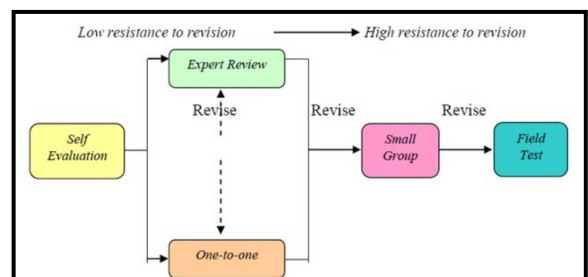 Low resistance to revision
High resistance to revision
Expert Review
Revise
Revise
Revise
Self
Evaluation
Small
Group
Field
Test
One-to-one